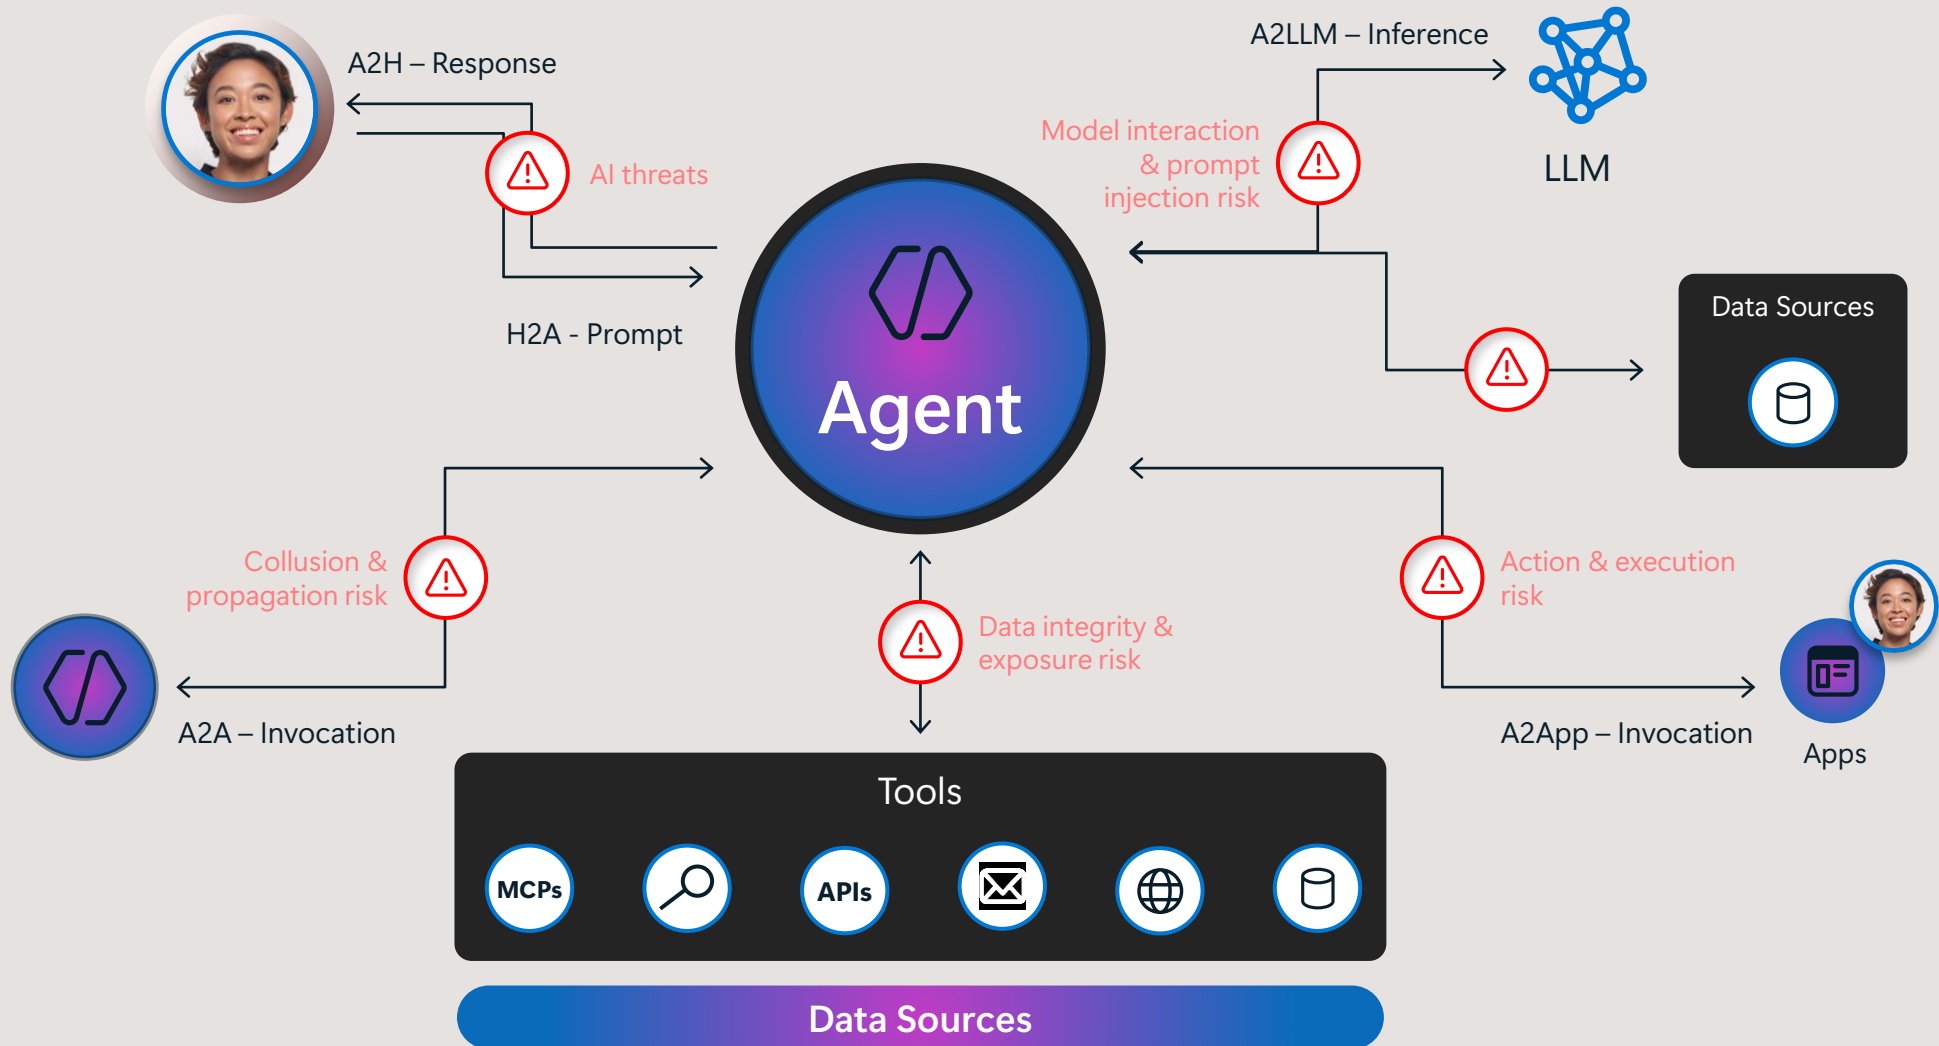 A2H – Response
AI threats
H2A - Prompt
A2LLM – Inference
LLM
Model interaction
& prompt
injection risk
Agent
Data Sources
Collusion &
propagation risk
A2A – Invocation
Data integrity &
exposure risk
Action & execution
risk
A2App – Invocation
Apps
Tools
MCPs
APIs
Data Sources